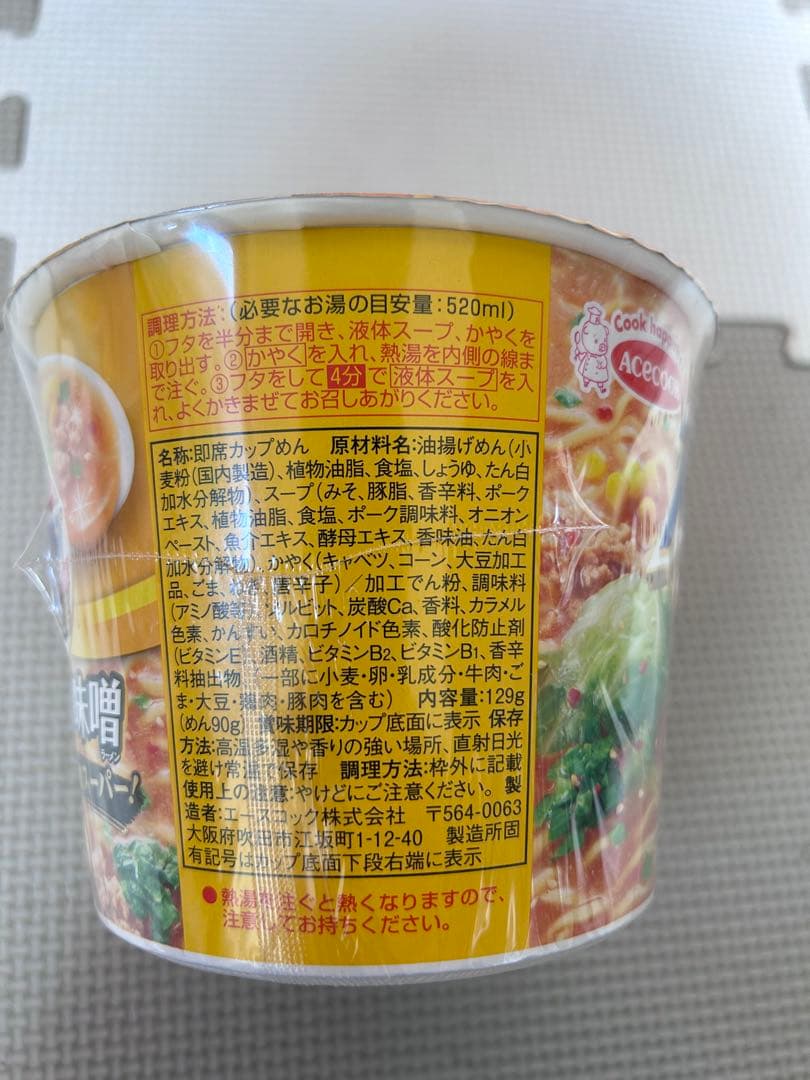 調理方法:(必要なお湯の目安量:520ml)
①フタを半分まで開き、液体スープ、かやくを
取り出す。②かやくを入れ、熱湯を内側の線ま
で注ぐ。③フタをして4分で液体スープを入
れ、よくかきまぜてお召しあがりください。
Cook happ
ACECOO
名称:即席カップめん 原材料名:油揚げめん(小
麦粉(国内製造)、植物油脂、食塩、しょうゆ、たん白
加水分解物)、スープ(みそ、豚脂、香辛料、ポーク
エキス、植物油脂、食塩、ポーク調味料、オニオン
ペースト、魚介エキス、酵母エキス、香味油、たん白
加水分解物)、かやく(キャベツ、コーン、大豆加工
品、ごま、ねぎ、唐辛子)/加工でん粉、調味料
(アミノ酸等)、ソルビット、炭酸Ca、香料、カラメル
色素、かんすい、カロチノイド色素、酸化防止剤
(ビタミンE)、酒精、ビタミンB2、ビタミンB1、香辛
料抽出物、(一部に小麦・卵・乳成分・牛肉・ご
ま・大豆・鶏肉・豚肉を含む) 内容量:129g
(めん90g) 賞味期限:カップ底面に表示 保存
方法:高温多湿や香りの強い場所、直射日光
を避け常温で保存 調理方法:枠外に記載
使用上の注意:やけどにご注意ください。 製
造者:エースコック株式会社 〒564-0063
大阪府吹田市江坂町1-12-40 製造所固
有記号はカップ底面下段右端に表示
●熱湯を注ぐと熱くなりますので、
注意してお持ちください。
味噌
ーパー!